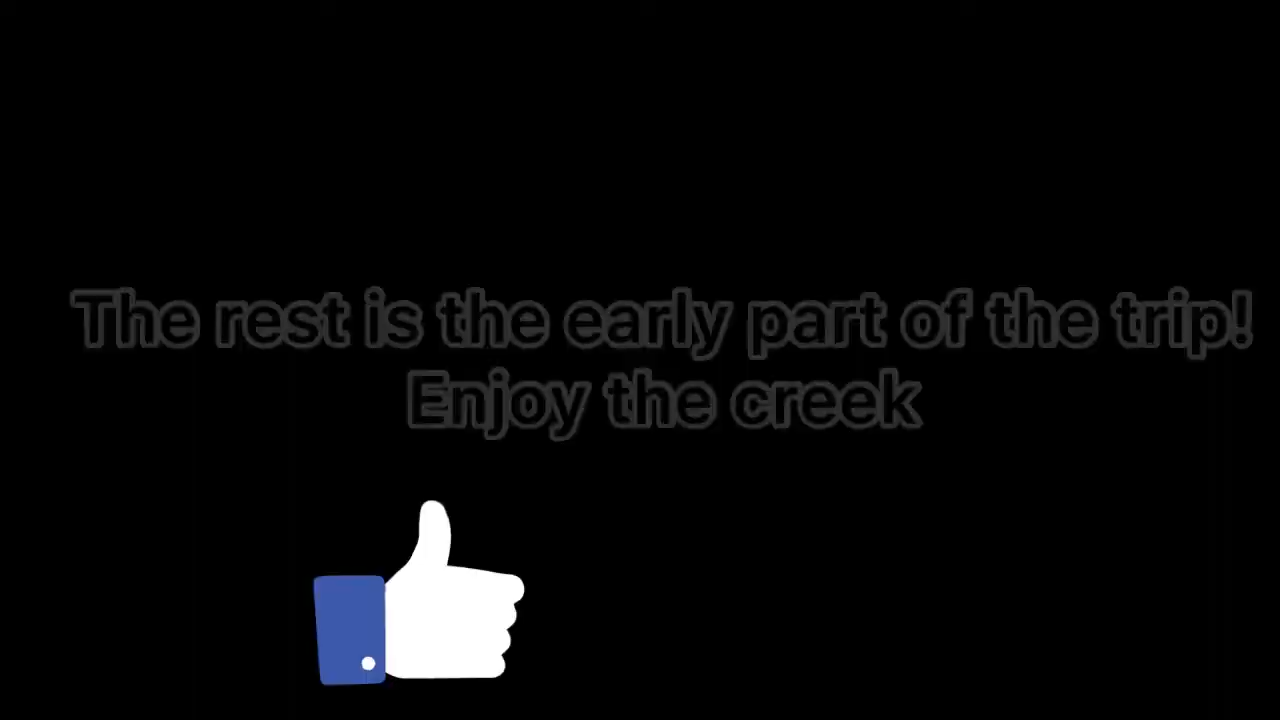 The rest is the early part of the trip!
Enjoy the creek